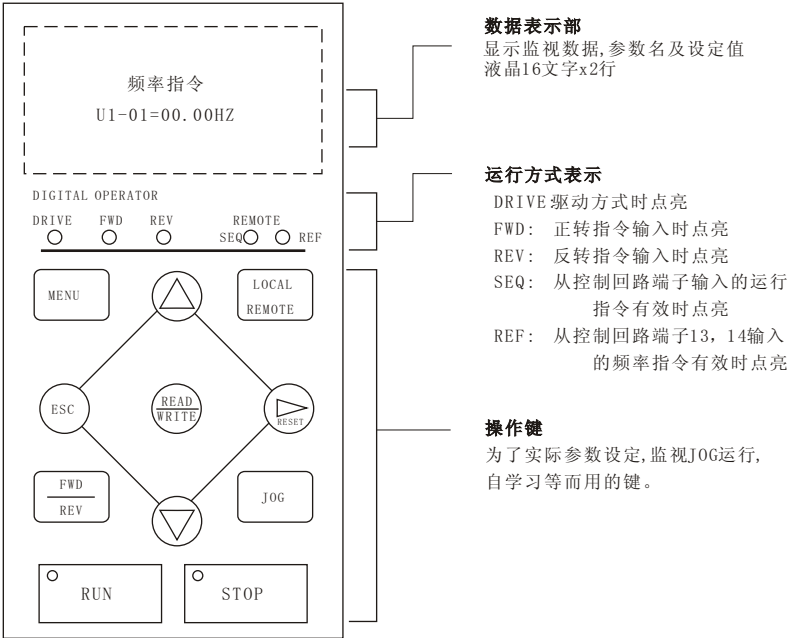 频率指令
U1-01=00.00HZ
DIGITAL OPERATOR
DRIVE FWD REV REMOTE
SEQ REF
MENU
LOCAL
REMOTE
ESC
READ
WRITE
RESET
FWD
REV
JOG
RUN
STOP
数据表示部
显示监视数据,参数名及设定值
液晶16文字x2行
运行方式表示
DRIVE:驱动方式时点亮
FWD: 正转指令输入时点亮
REV: 反转指令输入时点亮
SEQ: 从控制回路端子输入的运行
指令有效时点亮
REF: 从控制回路端子13，14输入
的频率指令有效时点亮
操作键
为了实际参数设定,监视JOG运行,
自学习等而用的键。